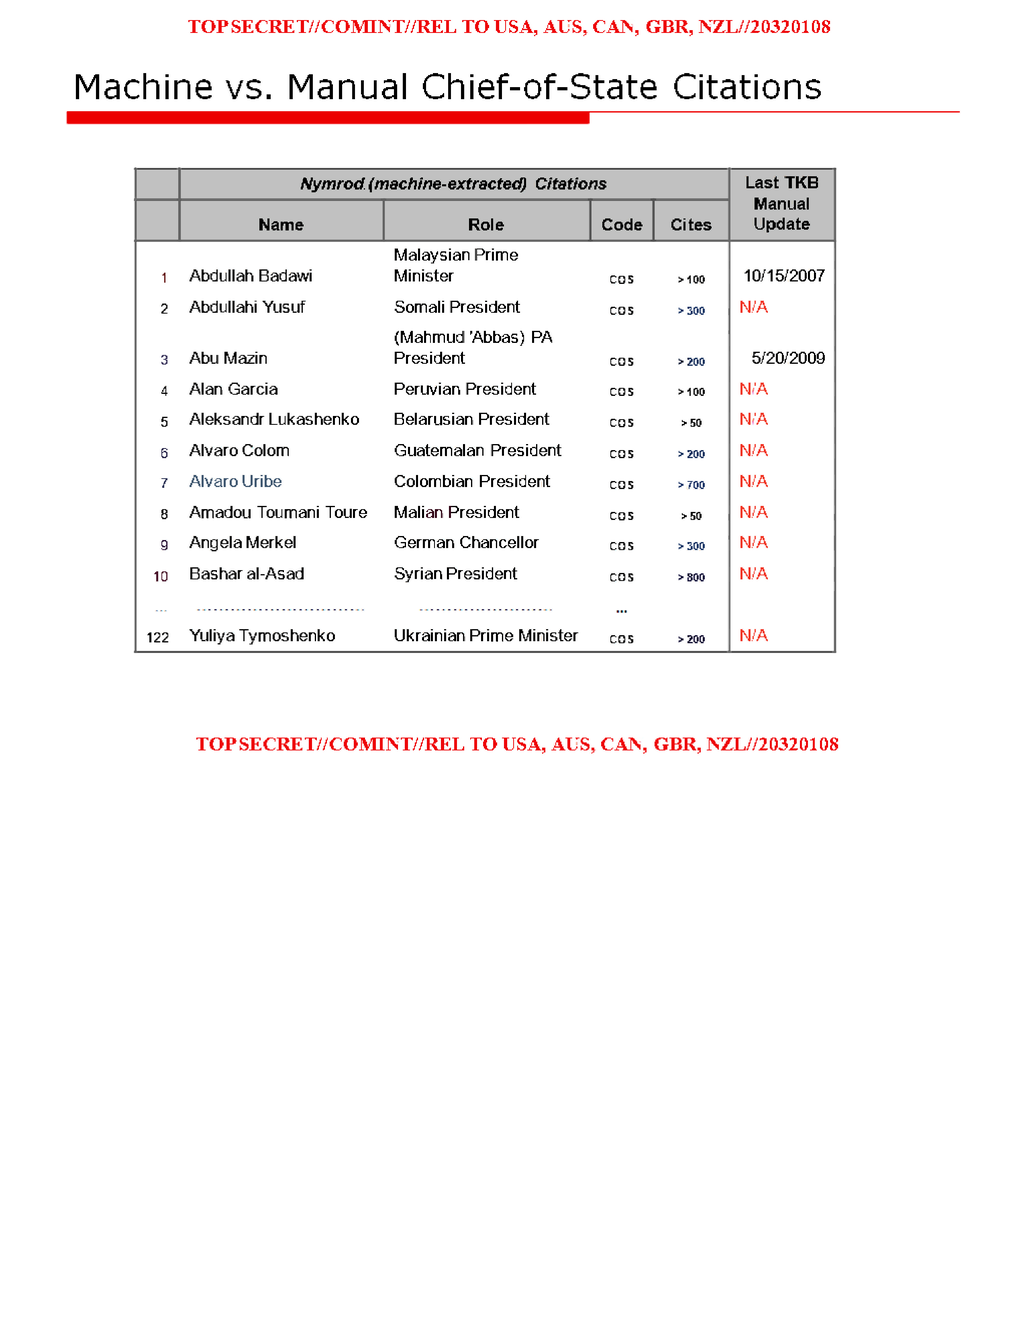 TOP SECRET//COMINT//REL TO USA, AUS, CAN, GBR, NZL//20320108
Machine vs. Manual Chief-of-State Citations
Nymrod (machine-extracted) Citations Last TKB Manual Update
Name Role Code Cites
1 Abdullah Badawi Malaysian Prime Minister COS > 100 10/15/2007
2 Abdullahi Yusuf Somali President COS > 300 N/A
3 Abu Mazin (Mahmud 'Abbas) PA President COS > 200 5/20/2009
4 Alan Garcia Peruvian President COS > 100 N/A
5 Aleksandr Lukashenko Belarusian President COS > 50 N/A
6 Alvaro Colom Guatemalan President COS > 200 N/A
7 Alvaro Uribe Colombian President COS > 700 N/A
8 Amadou Toumani Toure Malian President COS > 50 N/A
9 Angela Merkel German Chancellor COS > 300 N/A
10 Bashar al-Asad Syrian President COS > 800 N/A
... ............................ ...................... ...
122 Yuliya Tymoshenko Ukrainian Prime Minister COS > 200 N/A
TOP SECRET//COMINT//REL TO USA, AUS, CAN, GBR, NZL//20320108